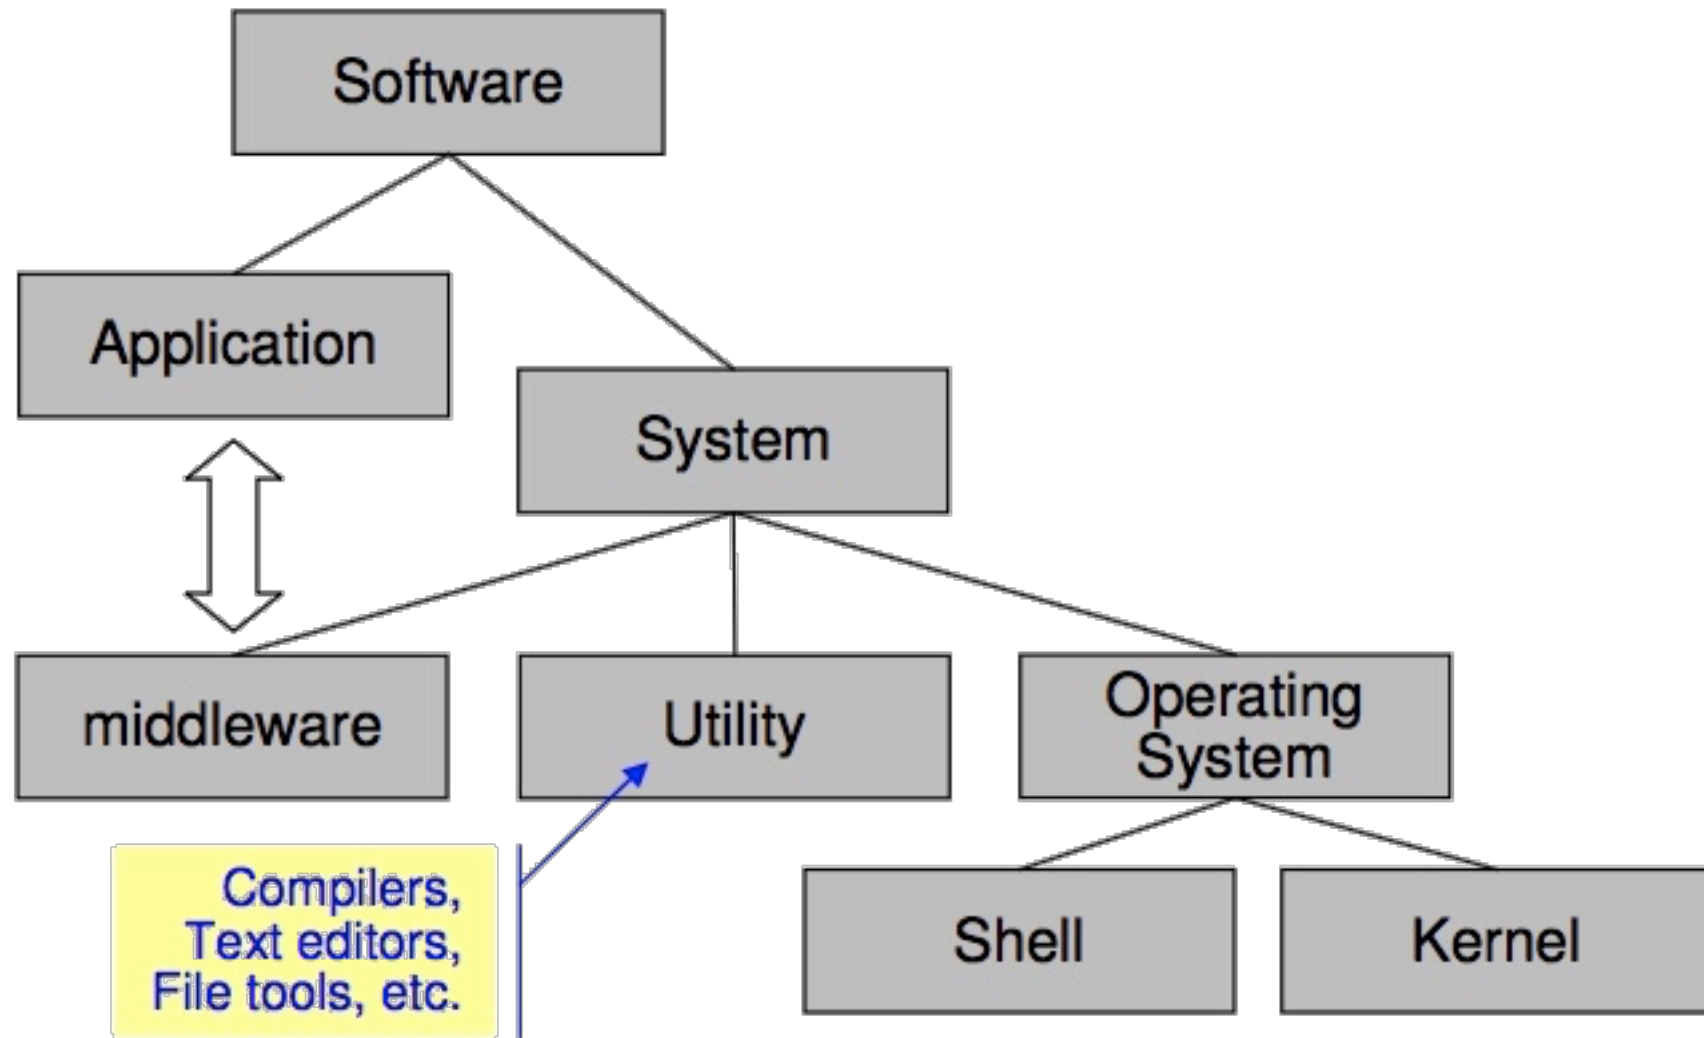 Software
Application
System
middleware
Utility
Operating
System
Compilers,
Text editors,
File tools, etc.
Shell
Kernel